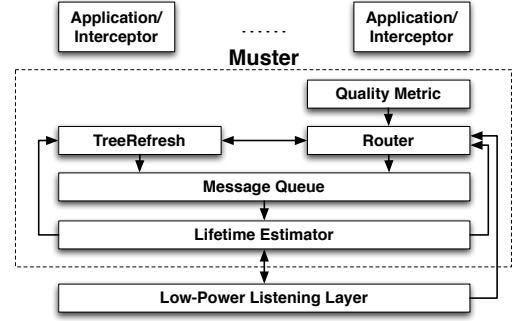 Application/
Interceptor
......
Application/
Interceptor
Muster
Quality Metric
TreeRefresh
Router
Message Queue
Lifetime Estimator
Low-Power Listening Layer